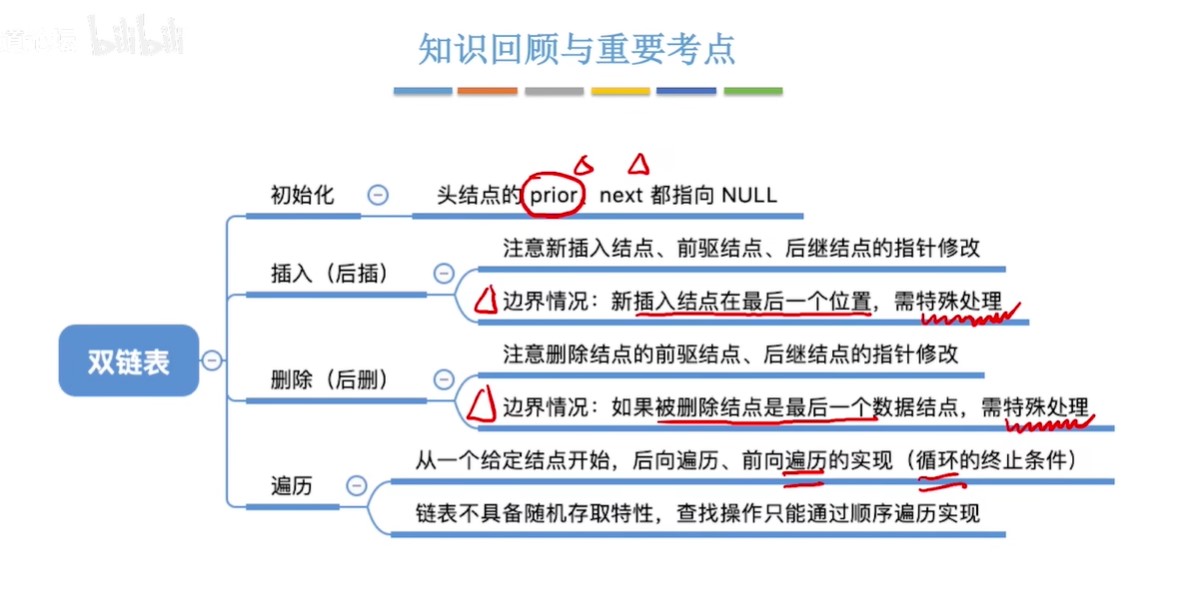 bilibili
知识回顾与重要考点
初始化
头结点的 prior、next 都指向 NULL
插入（后插）
注意新插入结点、前驱结点、后继结点的指针修改
边界情况：新插入结点在最后一个位置，需特殊处理
双链表
删除（后删）
注意删除结点的前驱结点、后继结点的指针修改
边界情况：如果被删除结点是最后一个数据结点，需特殊处理
遍历
从一个给定结点开始，后向遍历、前向遍历的实现（循环的终止条件）
链表不具备随机存取特性，查找操作只能通过顺序遍历实现